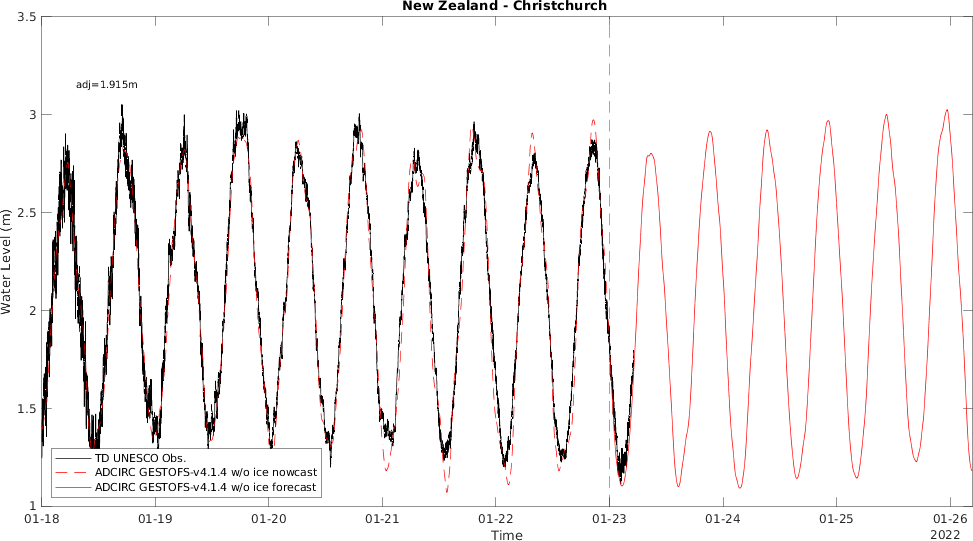 New Zealand - Christchurch
3.5
adj=1.915m
3
2.5
Water Level (m)
2
1.5
TD UNESCO Obs.
ADCIRC GESTOFS-v4.1.4 w/o ice nowcast
ADCIRC GESTOFS-v4.1.4 w/o ice forecast
1
01-18 01-19 01-20 01-21 01-22 01-23 01-24 01-25 01-26
Time 2022